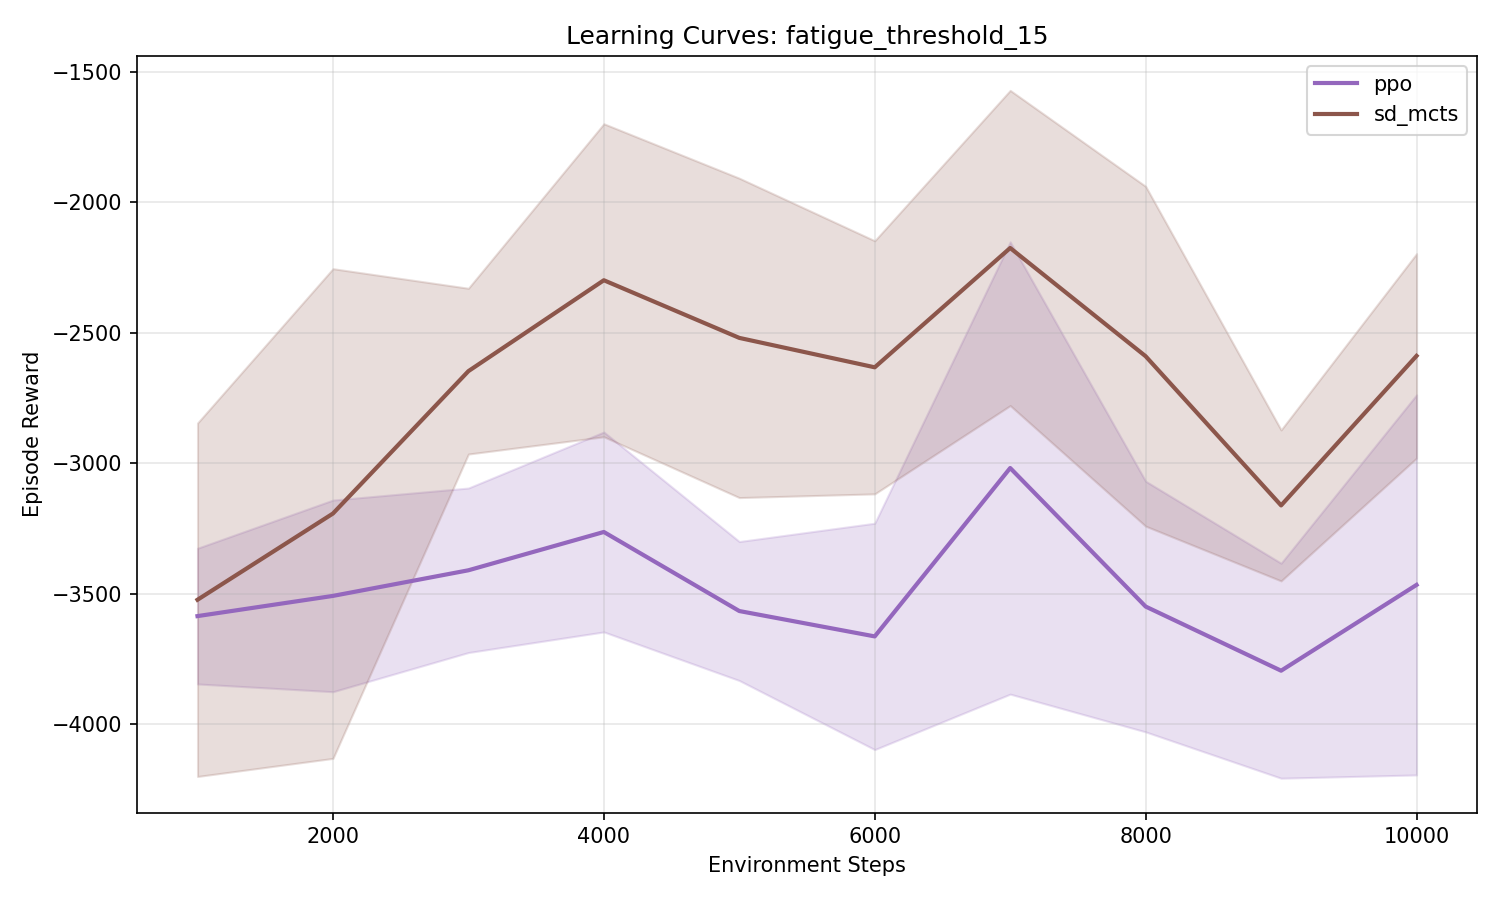 Learning Curves: fatigue_threshold_15
ppo
sd_mcts
Episode Reward
−1500
−2000
−2500
−3000
−3500
−4000
2000
4000
6000
8000
10000
Environment Steps